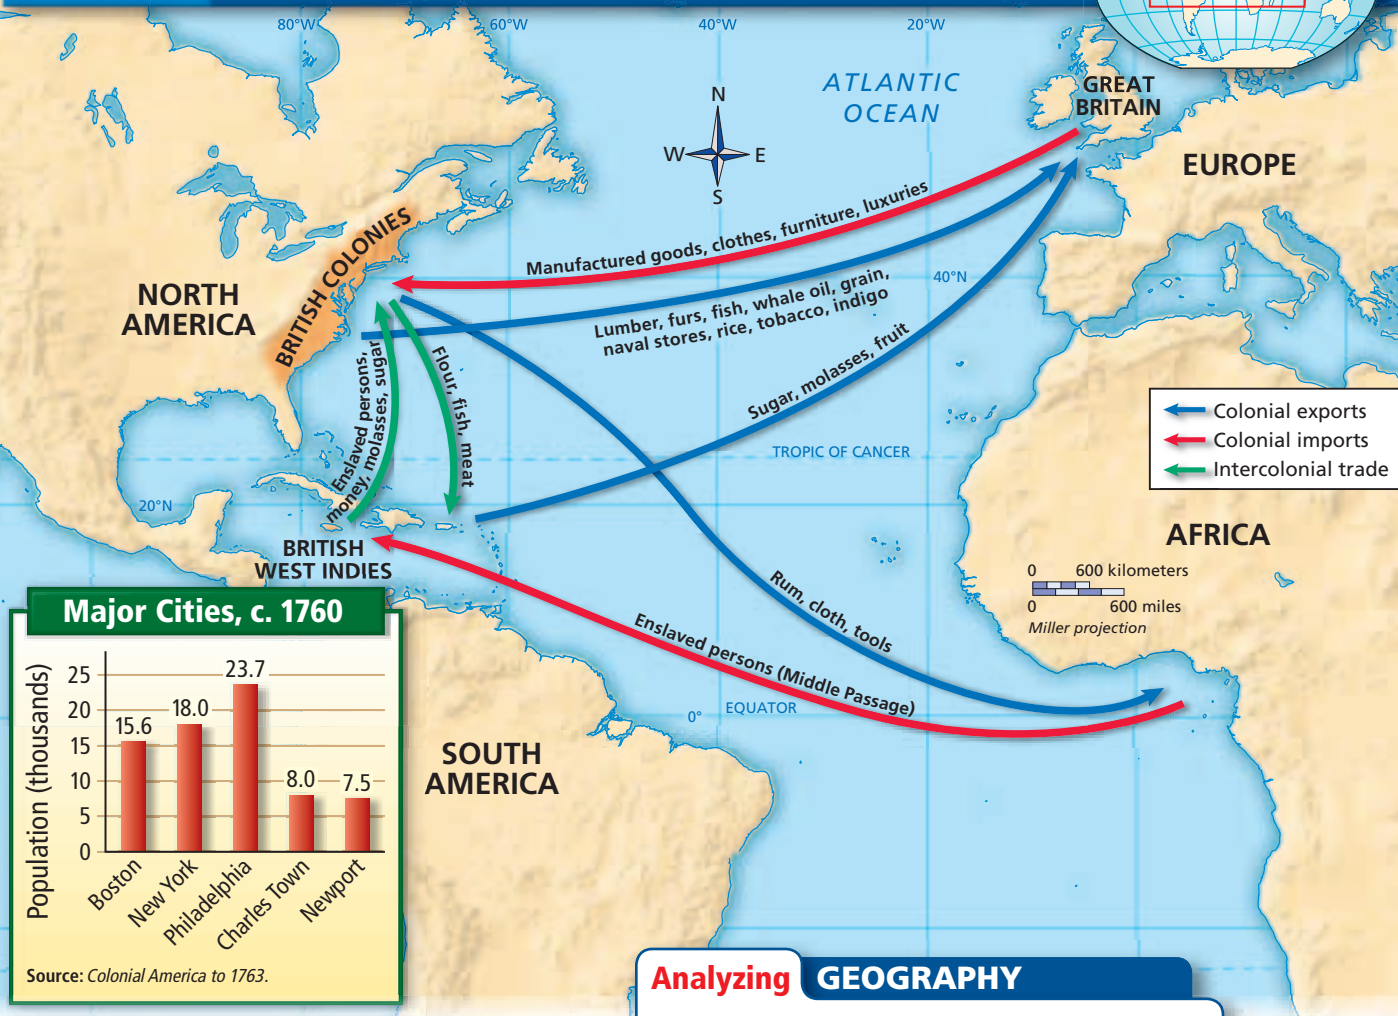 80°W
60°W
40°W
20°W
ATLANTIC
OCEAN
GREAT
BRITAIN
N
W
E
S
EUROPE
Manufactured goods, clothes, furniture, luxuries
BRITISH COLONIES
NORTH
AMERICA
40°N
Lumber, furs, fish, whale oil, grain,
naval stores, rice, tobacco, indigo
Sugar, molasses, fruit
Enslaved persons,
money, molasses, sugar
Flour, fish, meat
Colonial exports
Colonial imports
Intercolonial trade
TROPIC OF CANCER
20°N
AFRICA
BRITISH
WEST INDIES
0 600 kilometers
0 600 miles
Miller projection
Rum, cloth, tools
Enslaved persons (Middle Passage)
0°
EQUATOR
SOUTH
AMERICA
Major Cities, c. 1760
Population (thousands)
25
20
15
10
5
0
15.6
18.0
23.7
8.0
7.5
Boston
New York
Philadelphia
Charles Town
Newport
Source: Colonial America to 1763.
Analyzing GEOGRAPHY